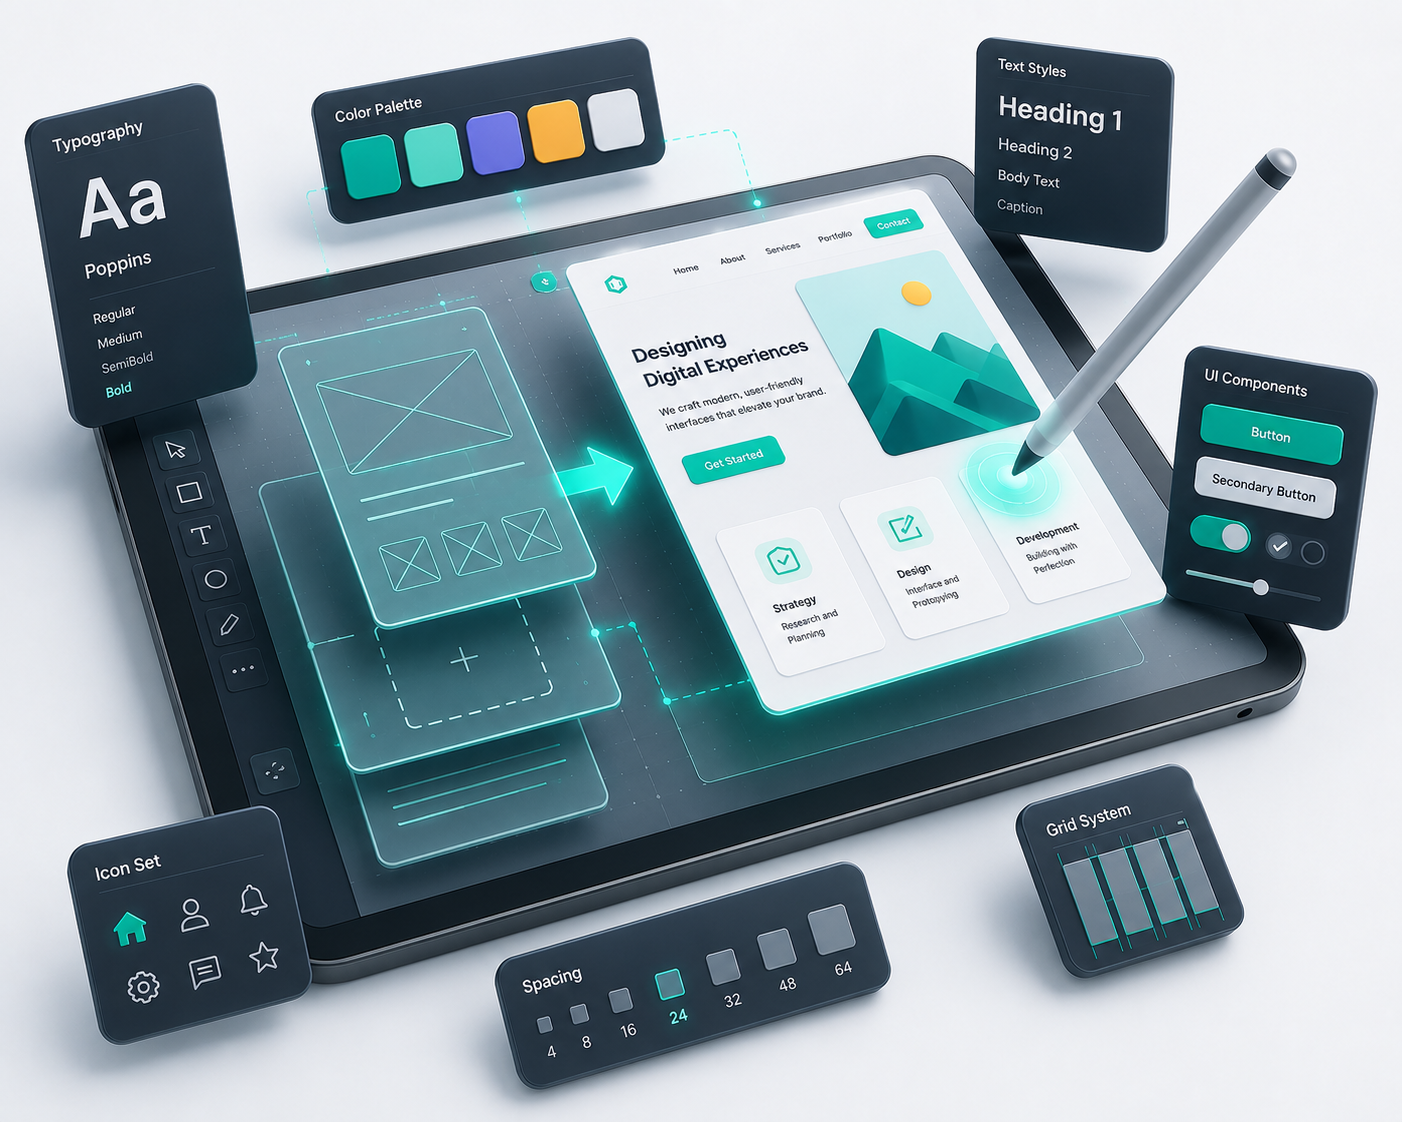 Typography
Aa
Poppins
Regular
Medium
SemiBold
Bold
Color Palette
Text Styles
Heading 1
Heading 2
Body Text
Caption
Home
About
Services
Portfolio
Contact
Designing
Digital Experiences
We craft modern, user-friendly
interfaces that elevate your brand.
Get Started
Strategy
Research and
Planning
Design
Interface and
Development
Building with
Perfection
T
UI Components
Button
Secondary Button
Icon Set
Spacing
4
8
16
24
32
48
64
Grid System